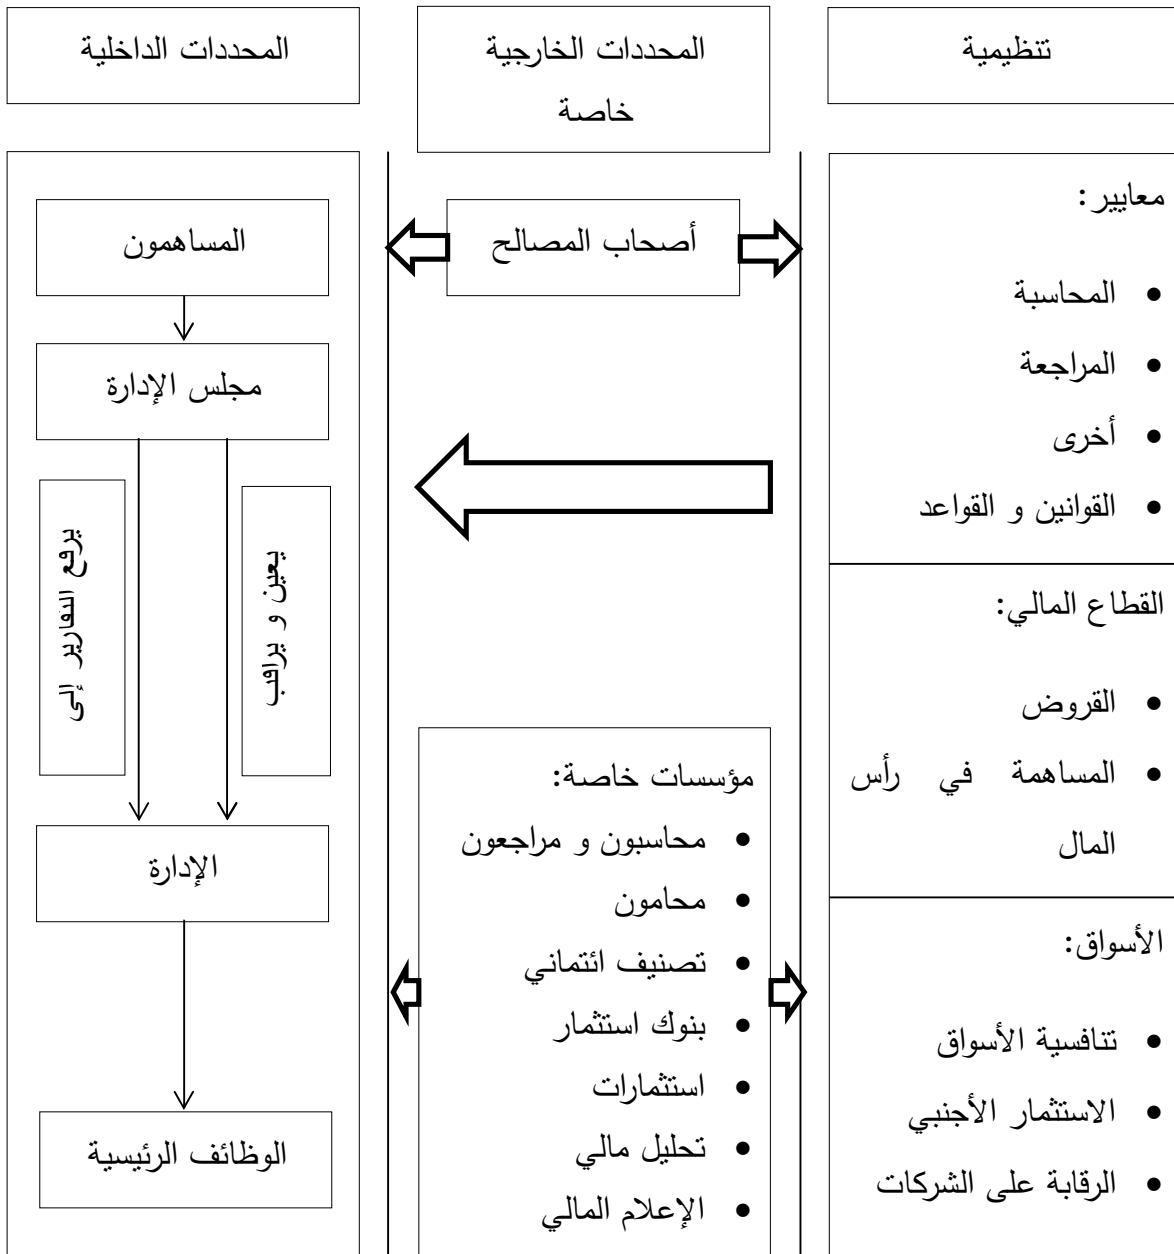 تنظيمية
المحددات الخارجية
خاصة
المحددات الداخلية
معايير:
• المحاسبة
• المراجعة
• أخرى
• القوانين و القواعد
القطاع المالي:
• القروض
• المساهمة في رأس
المال
الأسواق:
• تنافسية الأسواق
• الاستثمار الأجنبي
• الرقابة على الشركات
أصحاب المصالح
مؤسسات خاصة:
• محاسبون و مراجعون
• محامون
• تصنيف ائتماني
• بنوك استثمار
• استثمارات
• تحليل مالي
• الإعلام المالي
المساهمون
مجلس الإدارة
يعين و يراقب
يرفع التقارير إلى
الإدارة
الوظائف الرئيسية